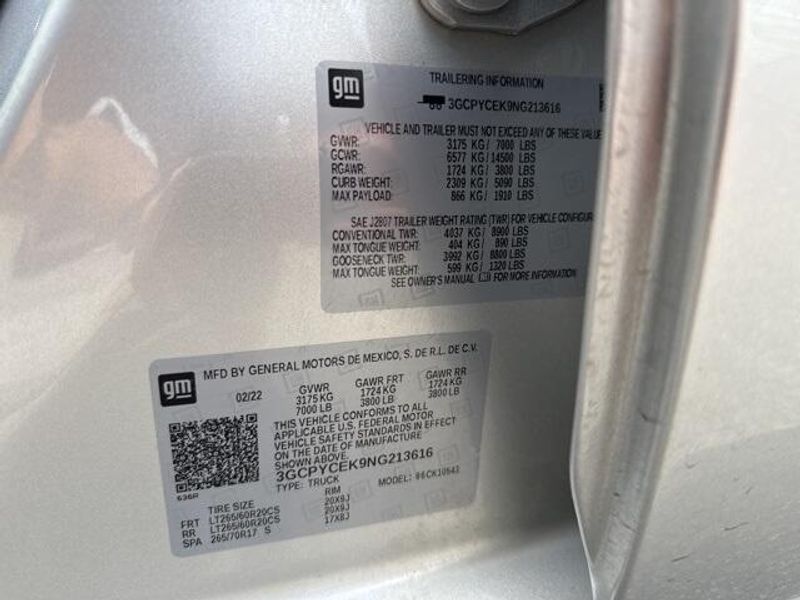 gm
TRAILERING INFORMATION
3GCPYCEK9NG213616
VEHICLE AND TRAILER MUST NOT EXCEED ANY OF THESE VALUE
GVWR: 3175 KG/ 7000 LBS
GCWR: 6577 KG/14500 LBS
RGAWR: 1724 KG/ 3800 LBS
CURB WEIGHT: 2309 KG/ 5090 LBS
MAX PAYLOAD: 866 KG/ 1910 LBS
SAE J2807 TRAILER WEIGHT RATING (TWR) FOR VEHICLE CONFIGUR
CONVENTIONAL TWR: 4037 KG/ 8900 LBS
MAX TONGUE WEIGHT: 404 KG/ 890 LBS
GOOSENECK TWR: 3992 KG/ 8800 LBS
MAX TONGUE WEIGHT: 599 KG/ 1320 LBS
SEE OWNER'S MANUAL FOR MORE INFORMATION
gm
MFD BY GENERAL MOTORS DE MEXICO, S. DE R.L. DE C.V.
02/22 GVWR GAWR FRT GAWR RR
3175 KG 1724 KG 1724 KG
7000 LB 3800 LB 3800 LB
THIS VEHICLE CONFORMS TO ALL
APPLICABLE U.S. FEDERAL MOTOR
VEHICLE SAFETY STANDARDS IN EFFECT
ON THE DATE OF MANUFACTURE
SHOWN ABOVE.
3GCPYCEK9NG213616
TYPE: TRUCK MODEL: 96CK10543
636R
TIRE SIZE RIM
FRT LT265/60R20CS 20X9J
RR LT265/60R20CS 20X9J
SPA 265/70R17 S 17X8J